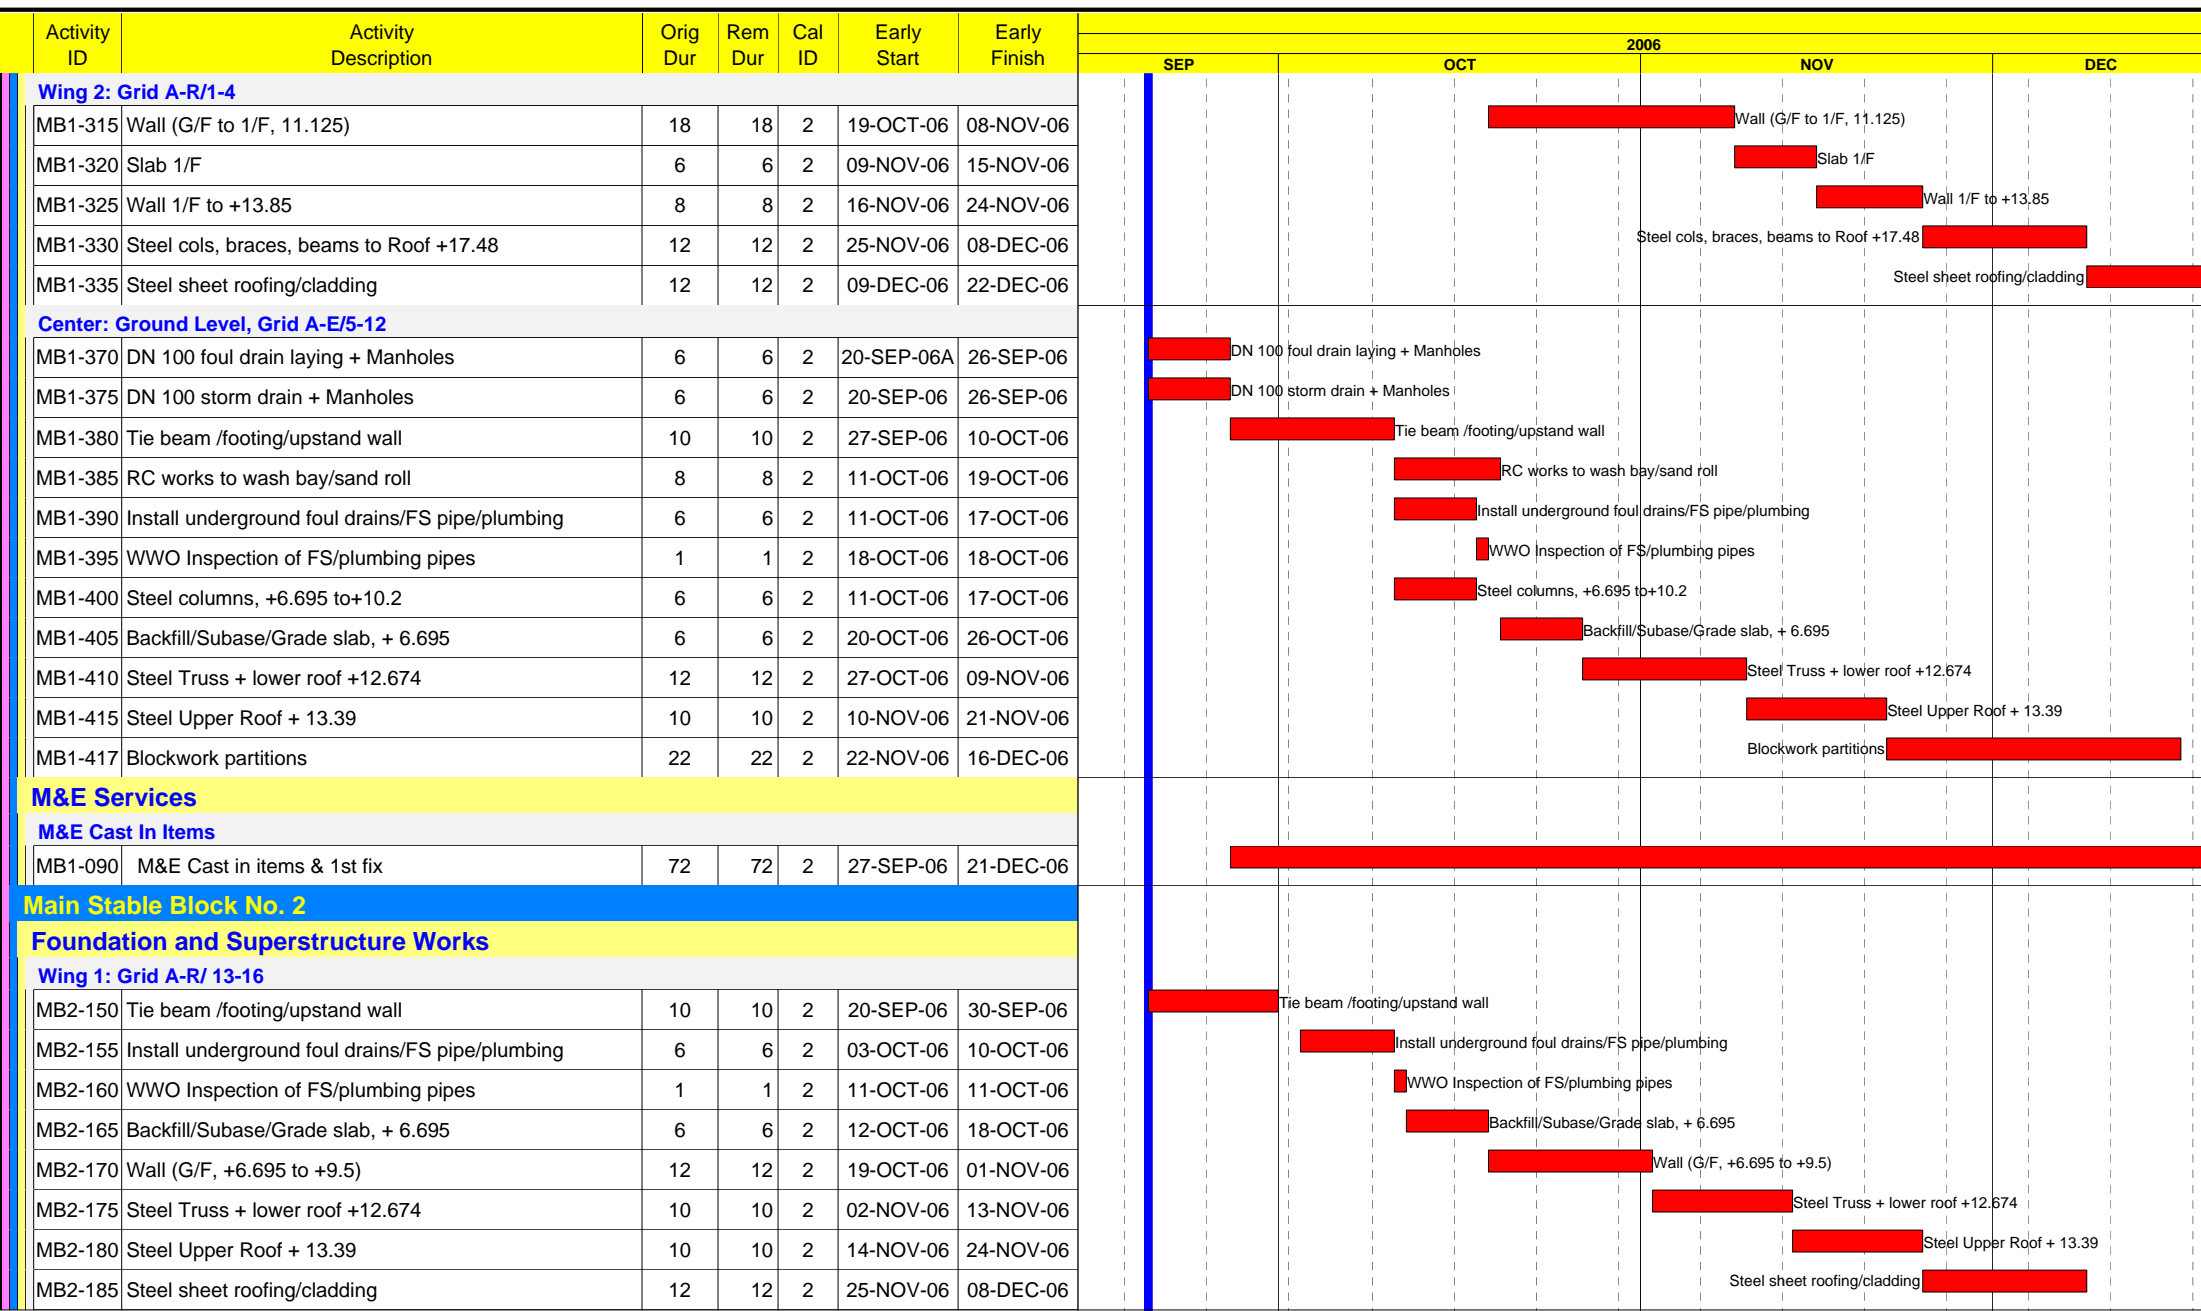 Activity ID Activity Description Orig Dur Rem Dur Cal ID Early Start Early Finish
2006
SEP OCT NOV DEC
Wing 2: Grid A-R/1-4
MB1-315 Wall (G/F to 1/F, 11.125) 18 18 2 19-OCT-06 08-NOV-06 Wall (G/F to 1/F, 11.125)
MB1-320 Slab 1/F 6 6 2 09-NOV-06 15-NOV-06 Slab 1/F
MB1-325 Wall 1/F to +13.85 8 8 2 16-NOV-06 24-NOV-06 Wall 1/F to +13.85
MB1-330 Steel cols, braces, beams to Roof +17.48 12 12 2 25-NOV-06 08-DEC-06 Steel cols, braces, beams to Roof +17.48
MB1-335 Steel sheet roofing/cladding 12 12 2 09-DEC-06 22-DEC-06 Steel sheet roofing/cladding
Center: Ground Level, Grid A-E/5-12
MB1-370 DN 100 foul drain laying + Manholes 6 6 2 20-SEP-06A 26-SEP-06 DN 100 foul drain laying + Manholes
MB1-375 DN 100 storm drain + Manholes 6 6 2 20-SEP-06 26-SEP-06 DN 100 storm drain + Manholes
MB1-380 Tie beam /footing/upstand wall 10 10 2 27-SEP-06 10-OCT-06 Tie beam /footing/upstand wall
MB1-385 RC works to wash bay/sand roll 8 8 2 11-OCT-06 19-OCT-06 RC works to wash bay/sand roll
MB1-390 Install underground foul drains/FS pipe/plumbing 6 6 2 11-OCT-06 17-OCT-06 Install underground foul drains/FS pipe/plumbing
MB1-395 WWO Inspection of FS/plumbing pipes 1 1 2 18-OCT-06 18-OCT-06 WWO Inspection of FS/plumbing pipes
MB1-400 Steel columns, +6.695 to+10.2 6 6 2 11-OCT-06 17-OCT-06 Steel columns, +6.695 to+10.2
MB1-405 Backfill/Subase/Grade slab, + 6.695 6 6 2 20-OCT-06 26-OCT-06 Backfill/Subase/Grade slab, + 6.695
MB1-410 Steel Truss + lower roof +12.674 12 12 2 27-OCT-06 09-NOV-06 Steel Truss + lower roof +12.674
MB1-415 Steel Upper Roof + 13.39 10 10 2 10-NOV-06 21-NOV-06 Steel Upper Roof + 13.39
MB1-417 Blockwork partitions 22 22 2 22-NOV-06 16-DEC-06 Blockwork partitions
M&E Services
M&E Cast In Items
MB1-090 M&E Cast in items & 1st fix 72 72 2 27-SEP-06 21-DEC-06
Main Stable Block No. 2
Foundation and Superstructure Works
Wing 1: Grid A-R/ 13-16
MB2-150 Tie beam /footing/upstand wall 10 10 2 20-SEP-06 30-SEP-06 Tie beam /footing/upstand wall
MB2-155 Install underground foul drains/FS pipe/plumbing 6 6 2 03-OCT-06 10-OCT-06 Install underground foul drains/FS pipe/plumbing
MB2-160 WWO Inspection of FS/plumbing pipes 1 1 2 11-OCT-06 11-OCT-06 WWO Inspection of FS/plumbing pipes
MB2-165 Backfill/Subase/Grade slab, + 6.695 6 6 2 12-OCT-06 18-OCT-06 Backfill/Subase/Grade slab, + 6.695
MB2-170 Wall (G/F, +6.695 to +9.5) 12 12 2 19-OCT-06 01-NOV-06 Wall (G/F, +6.695 to +9.5)
MB2-175 Steel Truss + lower roof +12.674 10 10 2 02-NOV-06 13-NOV-06 Steel Truss + lower roof +12.674
MB2-180 Steel Upper Roof + 13.39 10 10 2 14-NOV-06 24-NOV-06 Steel Upper Roof + 13.39
MB2-185 Steel sheet roofing/cladding 12 12 2 25-NOV-06 08-DEC-06 Steel sheet roofing/cladding